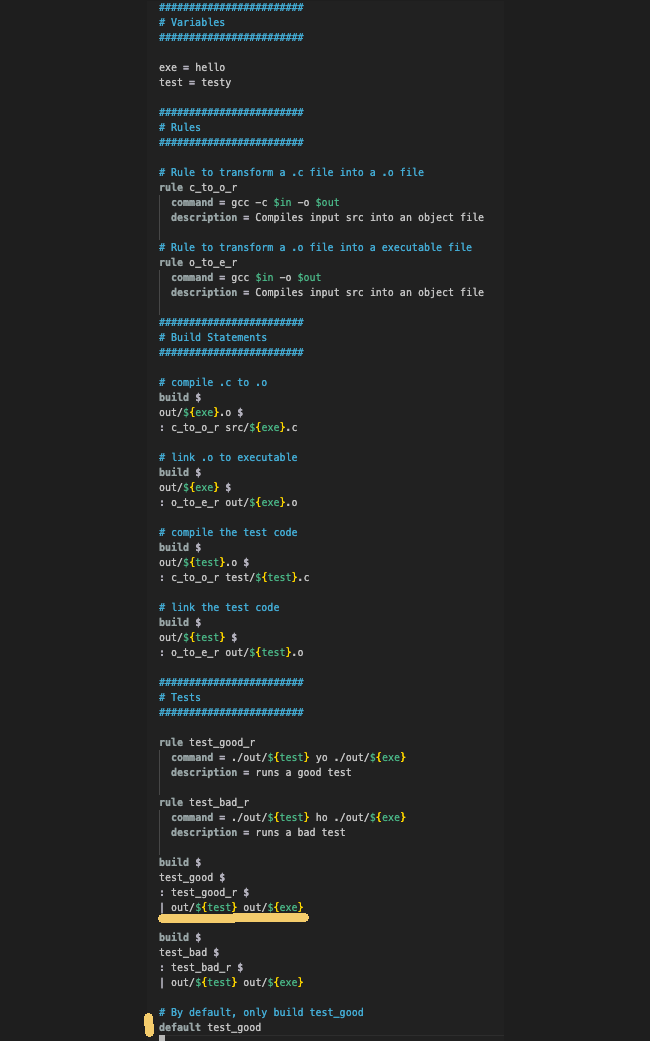 ########################
# Variables
########################
exe = hello
test = testy
########################
# Rules
########################
# Rule to transform a .c file into a .o file
rule c_to_o_r
command = gcc -c $in -o $out
description = Compiles input src into an object file
# Rule to transform a .o file into a executable file
rule o_to_e_r
command = gcc $in -o $out
description = Compiles input src into an object file
########################
# Build Statements
########################
# compile .c to .o
build $
out/${exe}.o $
: c_to_o_r src/${exe}.c
# link .o to executable
build $
out/${exe} $
: o_to_e_r out/${exe}.o
# compile the test code
build $
out/${test}.o $
: c_to_o_r test/${test}.c
# link the test code
build $
out/${test} $
: o_to_e_r out/${test}.o
########################
# Tests
########################
rule test_good_r
command = ./out/${test} yo ./out/${exe}
description = runs a good test
rule test_bad_r
command = ./out/${test} ho ./out/${exe}
description = runs a bad test
build $
test_good $
: test_good_r $
| out/${test} out/${exe}
build $
test_bad $
: test_bad_r $
| out/${test} out/${exe}
# By default, only build test_good
default test_good